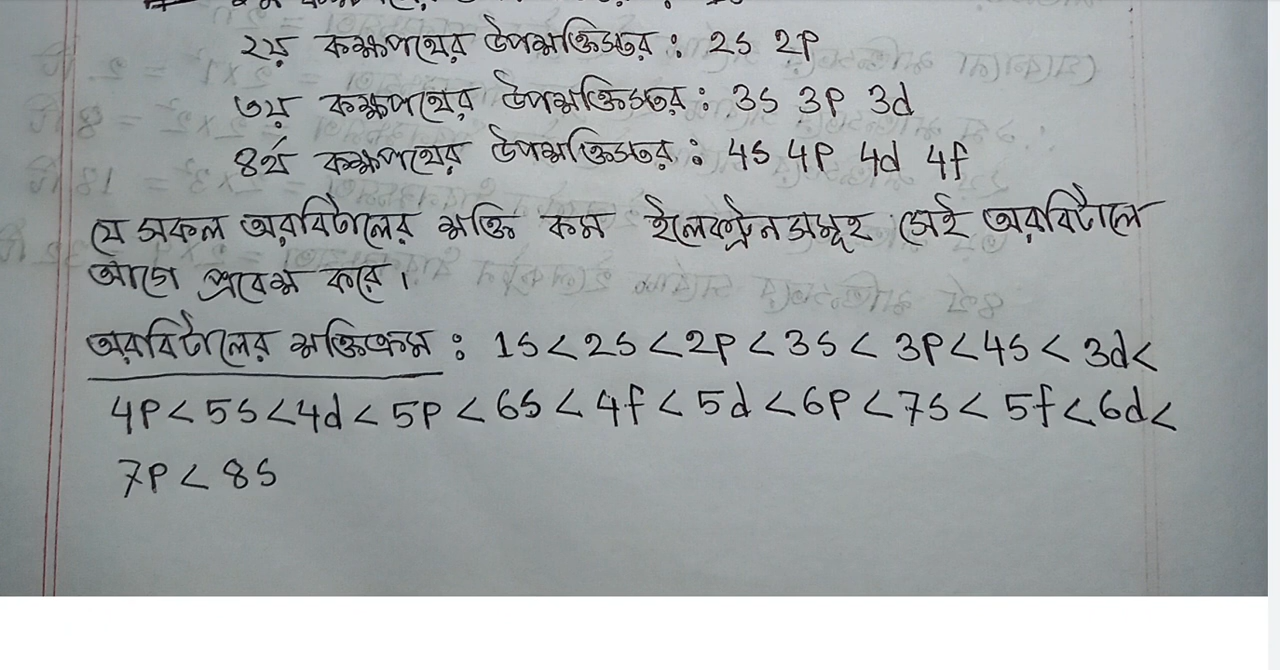 ২য় কক্ষপথের উপশক্তিস্তর : 2s 2p
৩য় কক্ষপথের উপশক্তিস্তর : 3s 3p 3d
৪র্থ কক্ষপথের উপশক্তিস্তর : 4s 4p 4d 4f
যে সকল অরবিটালের শক্তি কম ইলেকট্রনসমূহ সেই অরবিটালে
আগে প্রবেশ করে।
অরবিটালের শক্তিক্রম : 1s < 2s < 2p < 3s < 3p < 4s < 3d <
4p < 5s < 4d < 5p < 6s < 4f < 5d < 6p < 7s < 5f < 6d <
7p < 8s